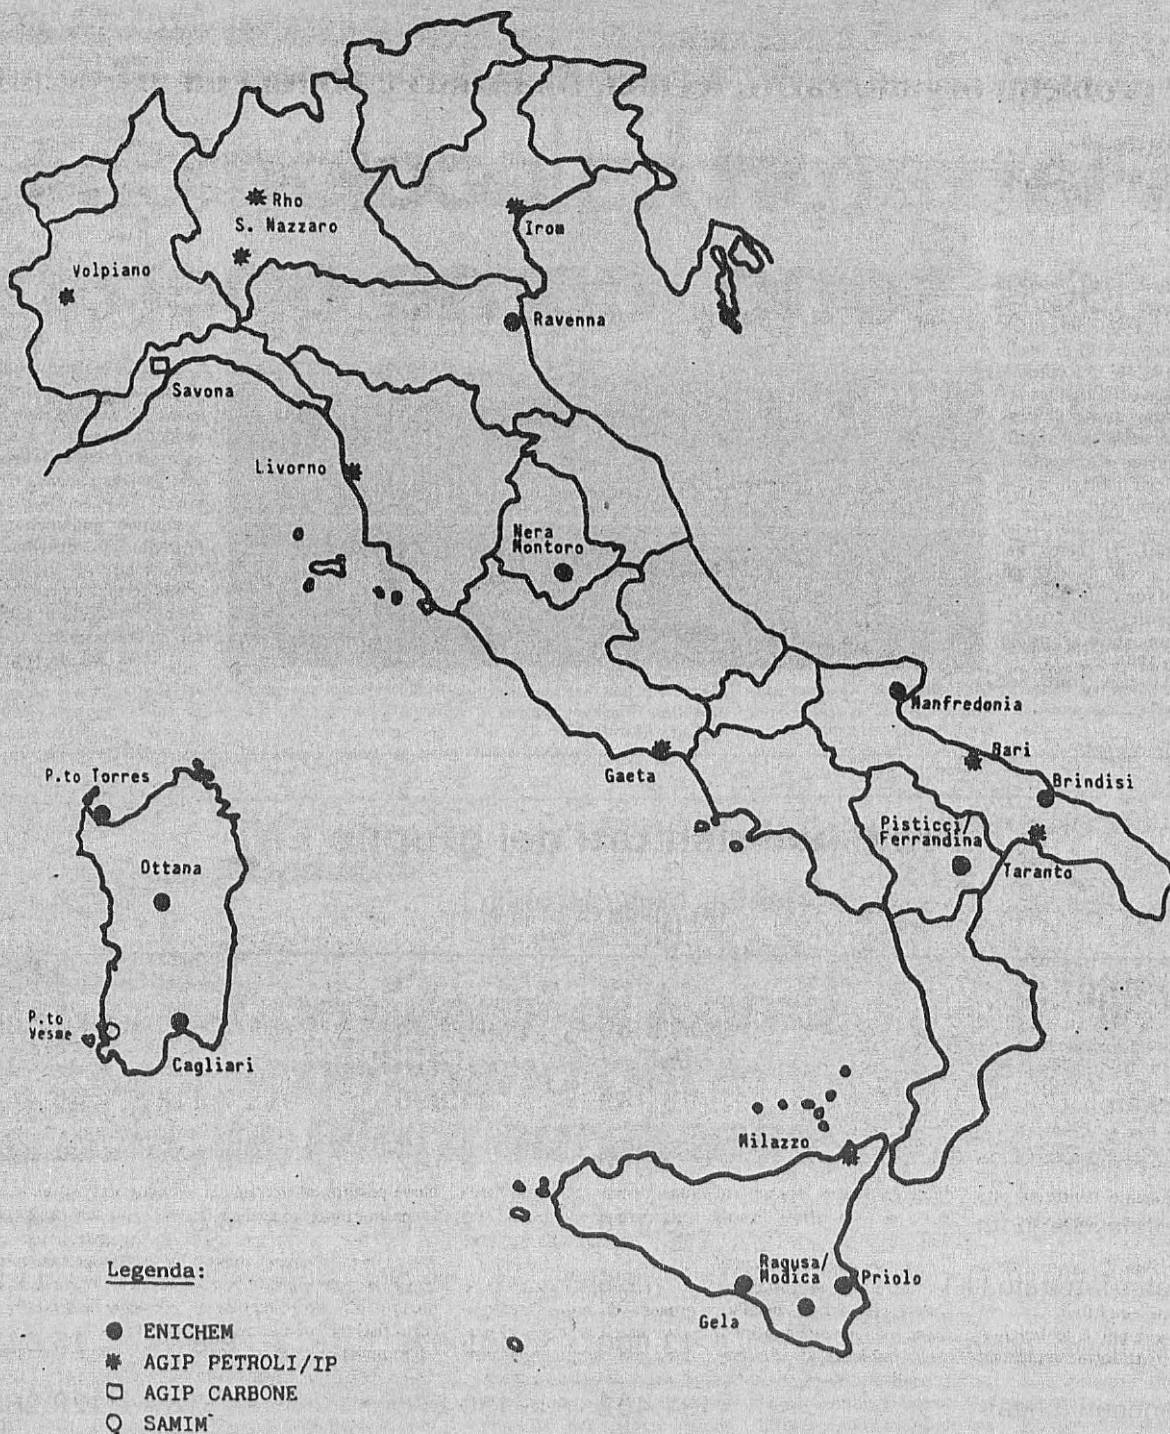 Rho
S. Nazzaro
Irom
Volpiano
Ravenna
Savona
Livorno
Nera
Montoro
Manfredonia
Bari
Gaeta
Brindisi
P.to Torres
Pisticci/
Ferrandina
Ottana
Taranto
P.to
Vesme
Cagliari
Milazzo
Ragusa/
Modica
Priolo
Gela
Legenda:
ENICHEM
AGIP PETROLI/IP
AGIP CARBONE
SAMIM